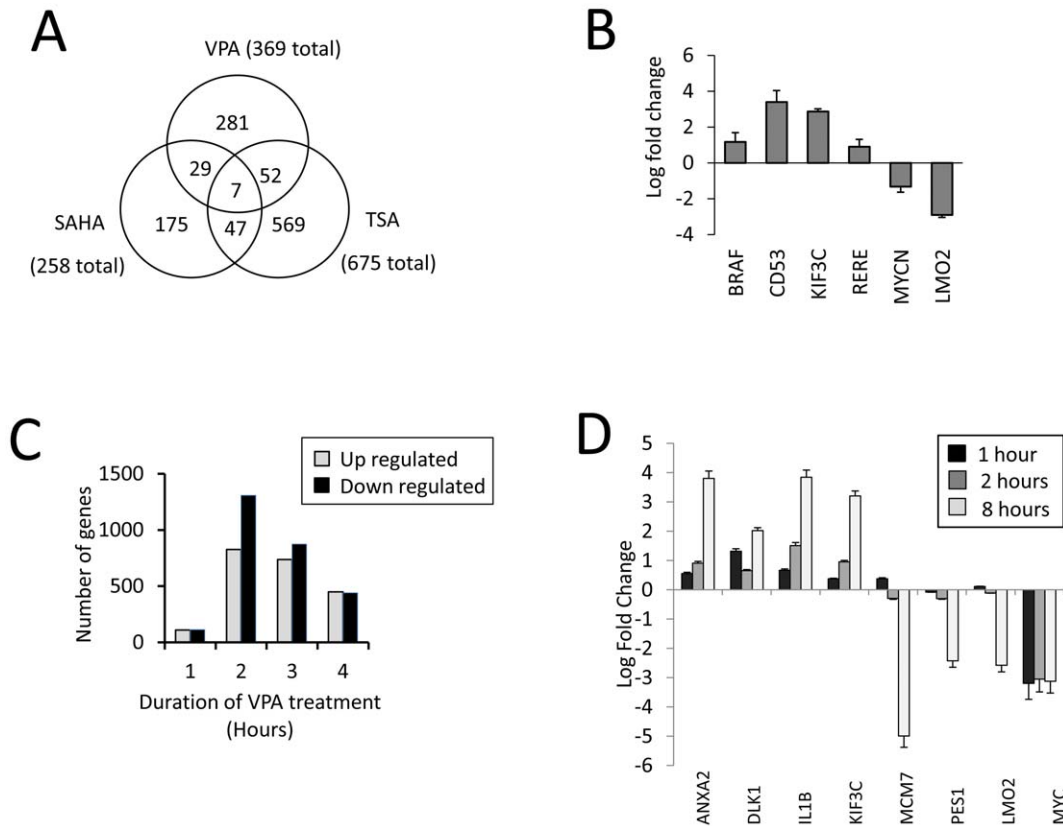 A
VPA (369 total)
281
29
52
7
SAHA
175
47
569
TSA
(258 total)
(675 total)
B
Log fold change
6
4
2
0
-2
-4
BRAF
CD53
KIF3C
RERE
MYCN
LMO2
C
Up regulated
Down regulated
Number of genes
1500
1000
500
0
1 2 3 4
Duration of VPA treatment
(Hours)
D
1 hour
2 hours
8 hours
Log Fold Change
5
4
3
2
1
0
-1
-2
-3
-4
-5
-6
ANXA2
DLK1
IL1B
KIF3C
MCM7
PES1
LMO2
MYC